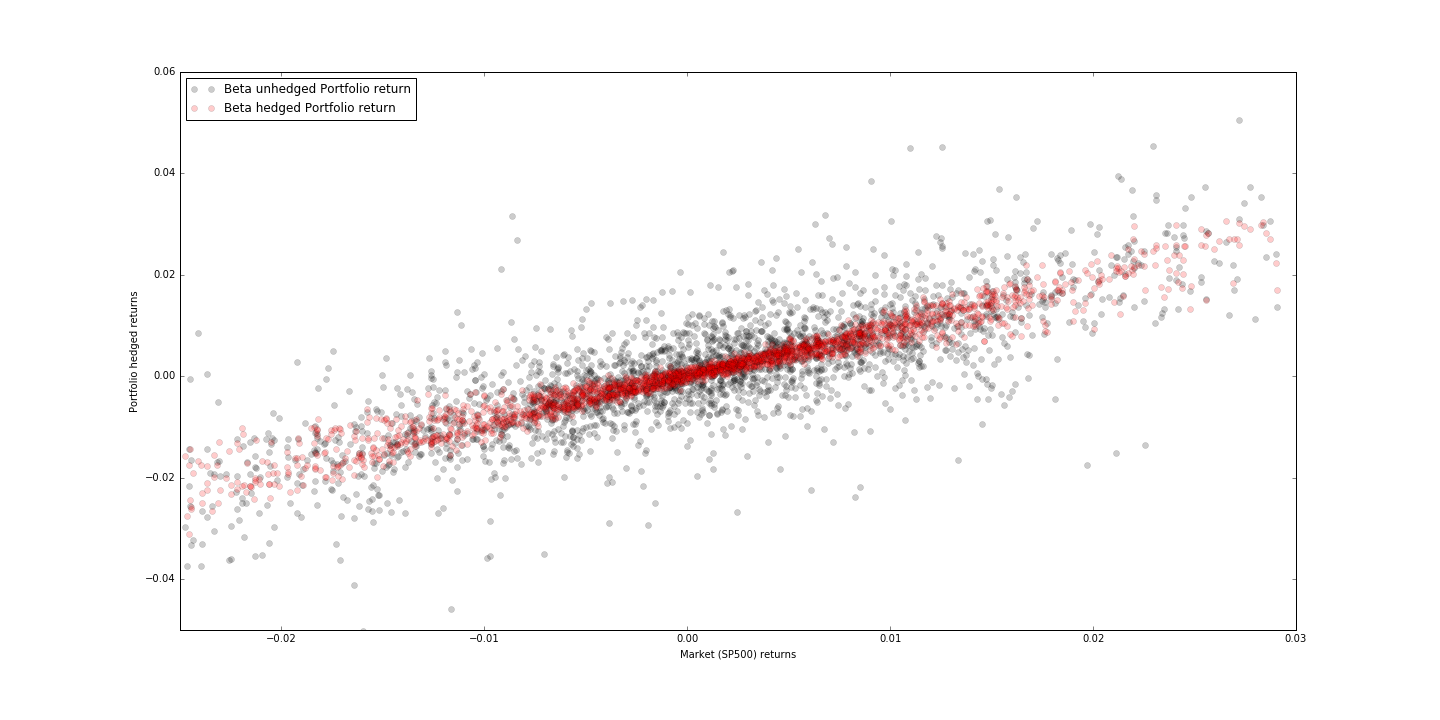 Beta unhedged Portfolio return
Beta hedged Portfolio return
0.06
0.04
0.02
0.00
−0.02
−0.04
Portfolio hedged returns
−0.02 −0.01 0.00 0.01 0.02 0.03
Market (SP500) returns